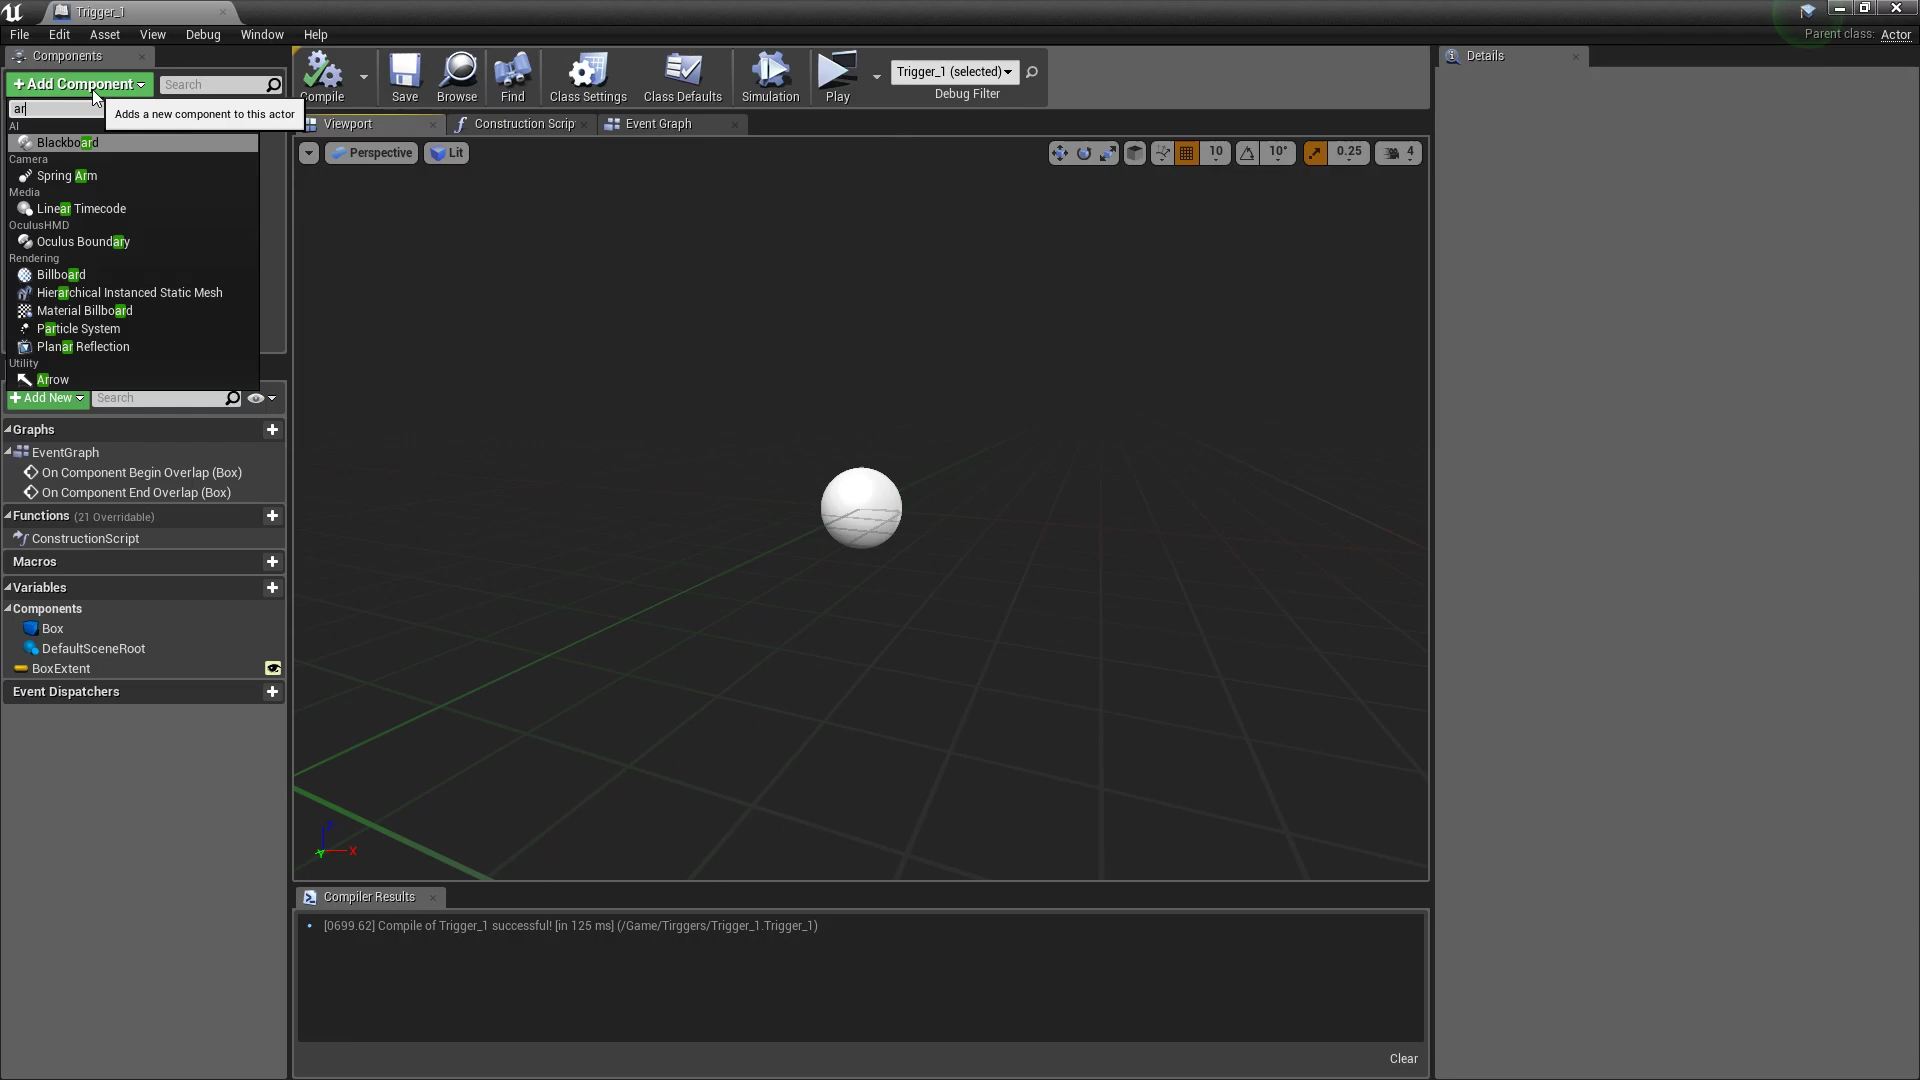 Trigger_1
File Edit Asset View Debug Window Help
Parent class: Actor
Components
Details
Add Component
Search
ar
Adds a new component to this actor
Compile
Save
Browse
Find
Class Settings
Class Defaults
Simulation
Play
Trigger_1 (selected)
Debug Filter
Viewport
Construction Scrip
Event Graph
Perspective
Lit
10
10°
0.25
4
AI
Blackboard
Camera
Spring Arm
Media
Linear Timecode
OculusHMD
Oculus Boundary
Rendering
Billboard
Hierarchical Instanced Static Mesh
Material Billboard
Particle System
Planar Reflection
Utility
Arrow
Add New
Search
Graphs
EventGraph
On Component Begin Overlap (Box)
On Component End Overlap (Box)
Functions (21 Overridable)
ConstructionScript
Macros
Variables
Components
Box
DefaultSceneRoot
BoxExtent
Event Dispatchers
Z
X
Y
Compiler Results
[0699.62] Compile of Trigger_1 successful! [in 125 ms] (/Game/Tirggers/Trigger_1.Trigger_1)
Clear